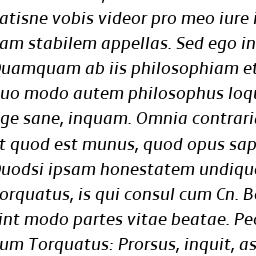 atisne vobis videor pro meo iure i
am stabilem appellas. Sed ego in
uamquam ab iis philosophiam et
uo modo autem philosophus loqu
ge sane, inquam. Omnia contrari
t quod est munus, quod opus sap
uodsi ipsam honestatem undiqu
orquatus, is qui consul cum Cn.
int modo partes vitae beatae. Pec
um Torquatus: Prorsus, inquit, as